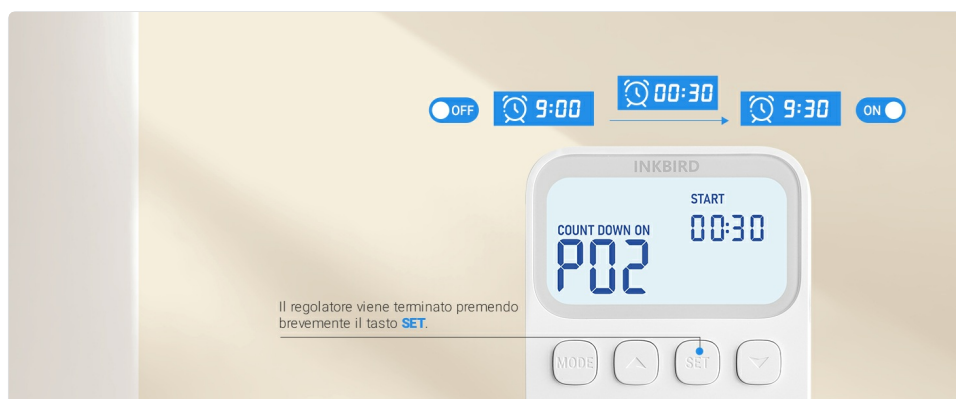 OFF 9:00 00:30 9:30 ON
INKBIRD
START
00:30
COUNT DOWN ON
P02
Il regolatore viene terminato premendo
brevemente il tasto SET.
MODE SET